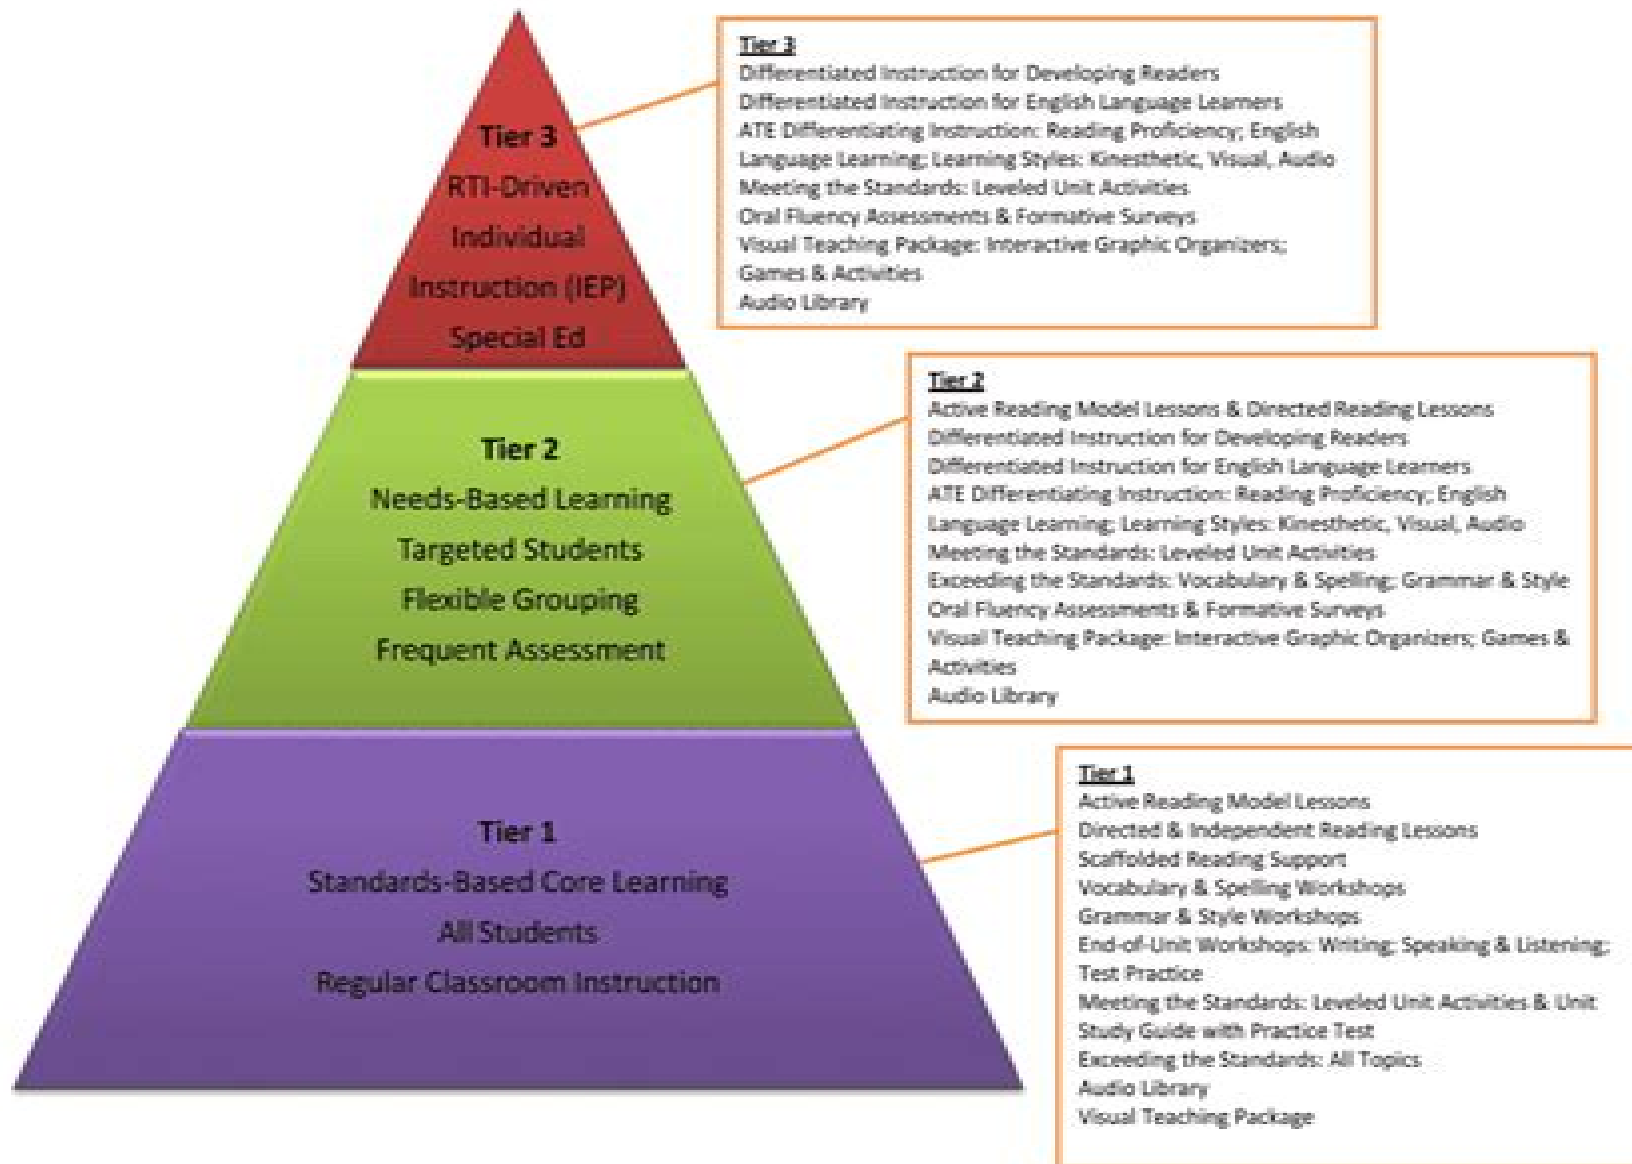 Tier 3
RTI-Driven
Individual
Instruction (IEP)
Special Ed
Tier 2
Needs-Based Learning
Targeted Students
Flexible Grouping
Frequent Assessment
Tier 1
Standards-Based Core Learning
All Students
Regular Classroom Instruction
Tier 3
Differentiated Instruction for Developing Readers
Differentiated Instruction for English Language Learners
ATE Differentiating Instruction: Reading Proficiency; English
Language Learning; Learning Styles: Kinesthetic, Visual, Audio
Meeting the Standards: Leveled Unit Activities
Oral Fluency Assessments & Formative Surveys
Visual Teaching Package: Interactive Graphic Organizers;
Games & Activities
Audio Library
Tier 2
Active Reading Model Lessons & Directed Reading Lessons
Differentiated Instruction for Developing Readers
Differentiated Instruction for English Language Learners
ATE Differentiating Instruction: Reading Proficiency; English
Language Learning; Learning Styles: Kinesthetic, Visual, Audio
Meeting the Standards: Leveled Unit Activities
Exceeding the Standards: Vocabulary & Spelling; Grammar & Style
Oral Fluency Assessments & Formative Surveys
Visual Teaching Package: Interactive Graphic Organizers; Games &
Activities
Audio Library
Tier 1
Active Reading Model Lessons
Directed & Independent Reading Lessons
Scaffolded Reading Support
Vocabulary & Spelling Workshops
Grammar & Style Workshops
End-of-Unit Workshops: Writing; Speaking & Listening;
Test Practice
Meeting the Standards: Leveled Unit Activities & Unit
Study Guide with Practice Test
Exceeding the Standards: All Topics
Audio Library
Visual Teaching Package